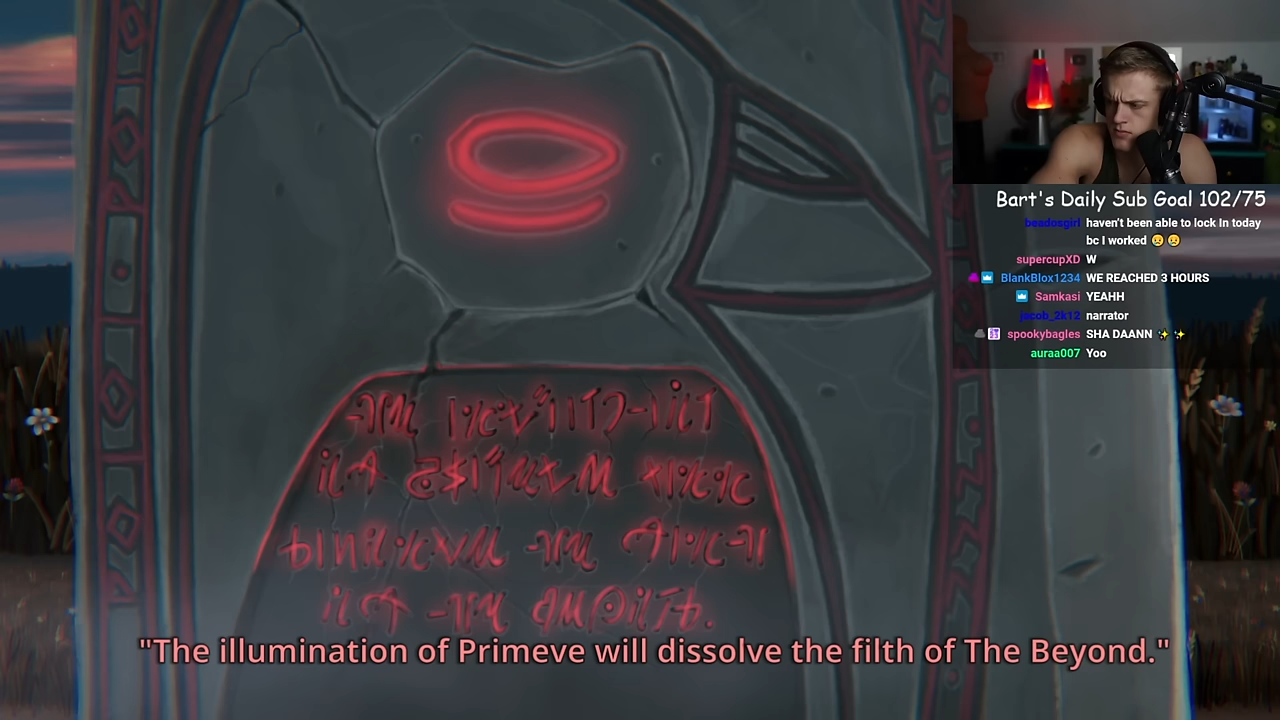 Bart's Daily Sub Goal 102/75
beadosgirl haven't been able to lock In today
bc I worked 😣 😣
supercupXD W
BlankBlox1234 WE REACHED 3 HOURS
Samkasi YEAHH
jacob_2k12 narrator
spookybagles SHA DAANN ✨ ✨
auraa007 Yoo
"The illumination of Primeve will dissolve the filth of The Beyond."